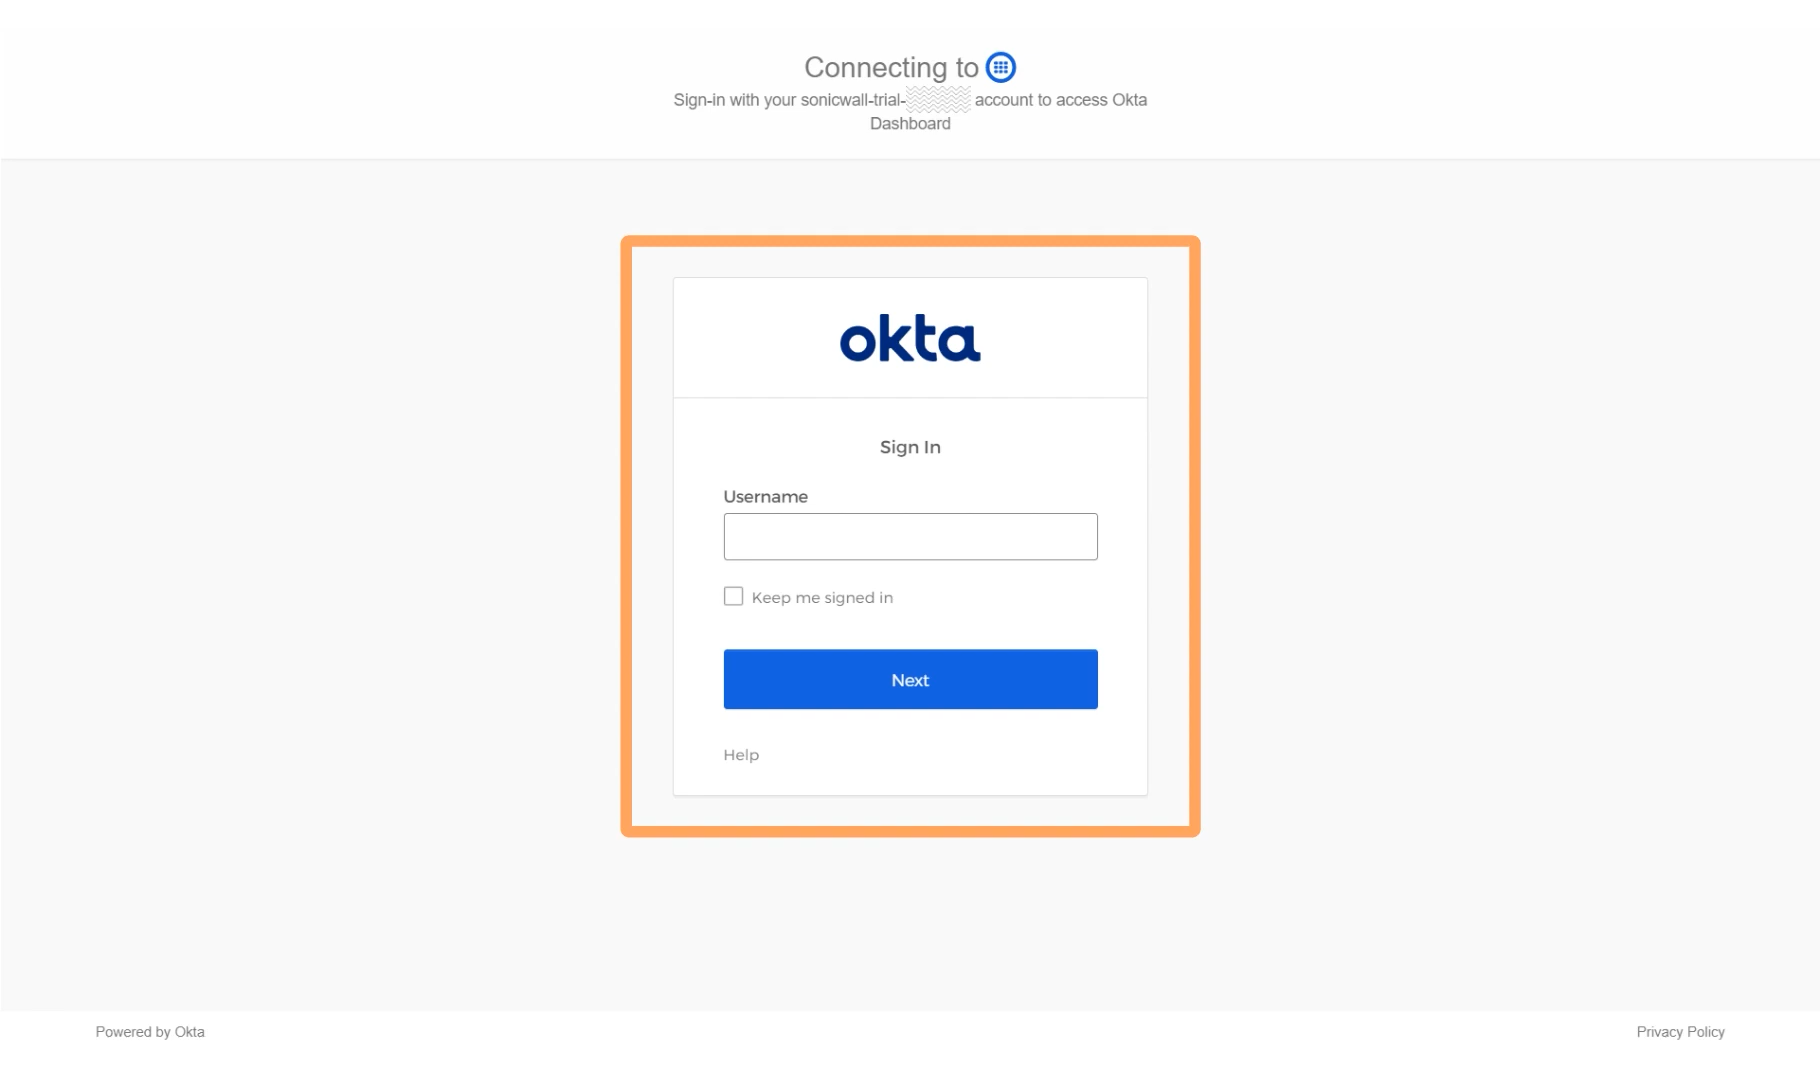 Connecting to
Sign-in with your sonicwall-trial- account to access Okta
Dashboard
okta
Sign In
Username
Keep me signed in
Next
Help
Powered by Okta
Privacy Policy